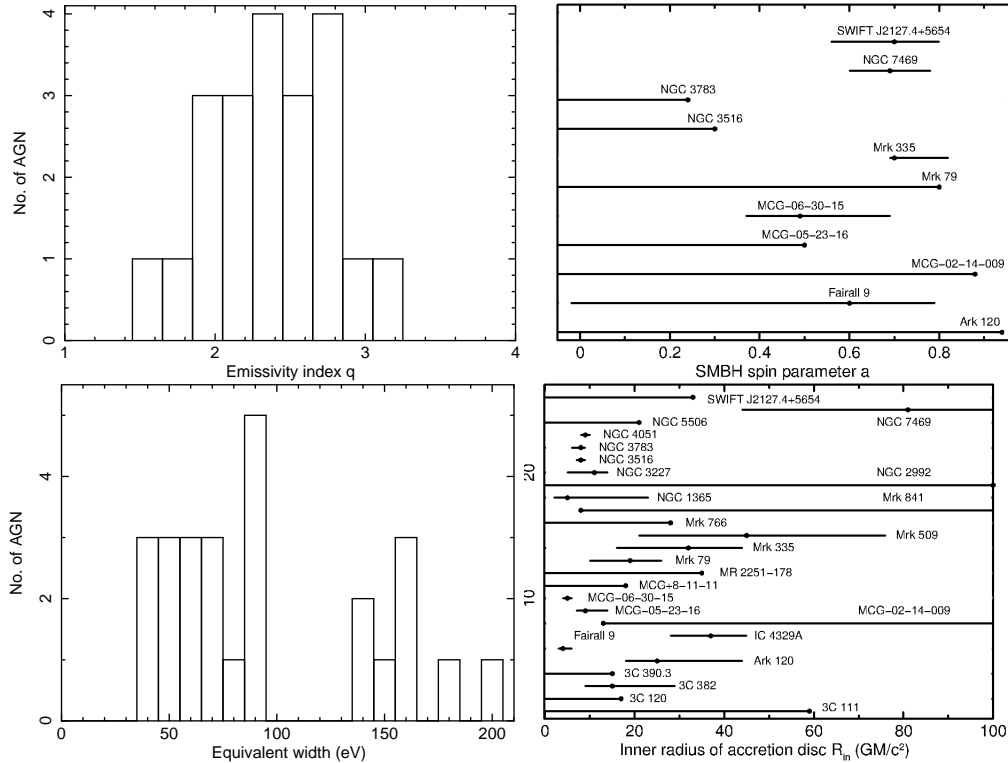 4
3
2
1
0
No. of AGN
1
2
3
4
Emissivity index q
SWIFT J2127.4+5654
NGC 7469
NGC 3783
NGC 3516
Mrk 335
Mrk 79
MCG−06−30−15
MCG−05−23−16
MCG−02−14−009
Fairall 9
Ark 120
0
0.2
0.4
0.6
0.8
SMBH spin parameter a
4
2
0
No. of AGN
0
50
100
150
200
Equivalent width (eV)
20
10
SWIFT J2127.4+5654
NGC 5506 NGC 7469
NGC 4051
NGC 3783
NGC 3516
NGC 3227 NGC 2992
NGC 1365 Mrk 841
Mrk 766
Mrk 509
Mrk 335
Mrk 79
MR 2251−178
MCG+8−11−11
MCG−06−30−15
MCG−05−23−16 MCG−02−14−009
Fairall 9 IC 4329A
Ark 120
3C 390.3
3C 382
3C 120
3C 111
0
20
40
60
80
100
Inner radius of accretion disc R_in (GM/c²)